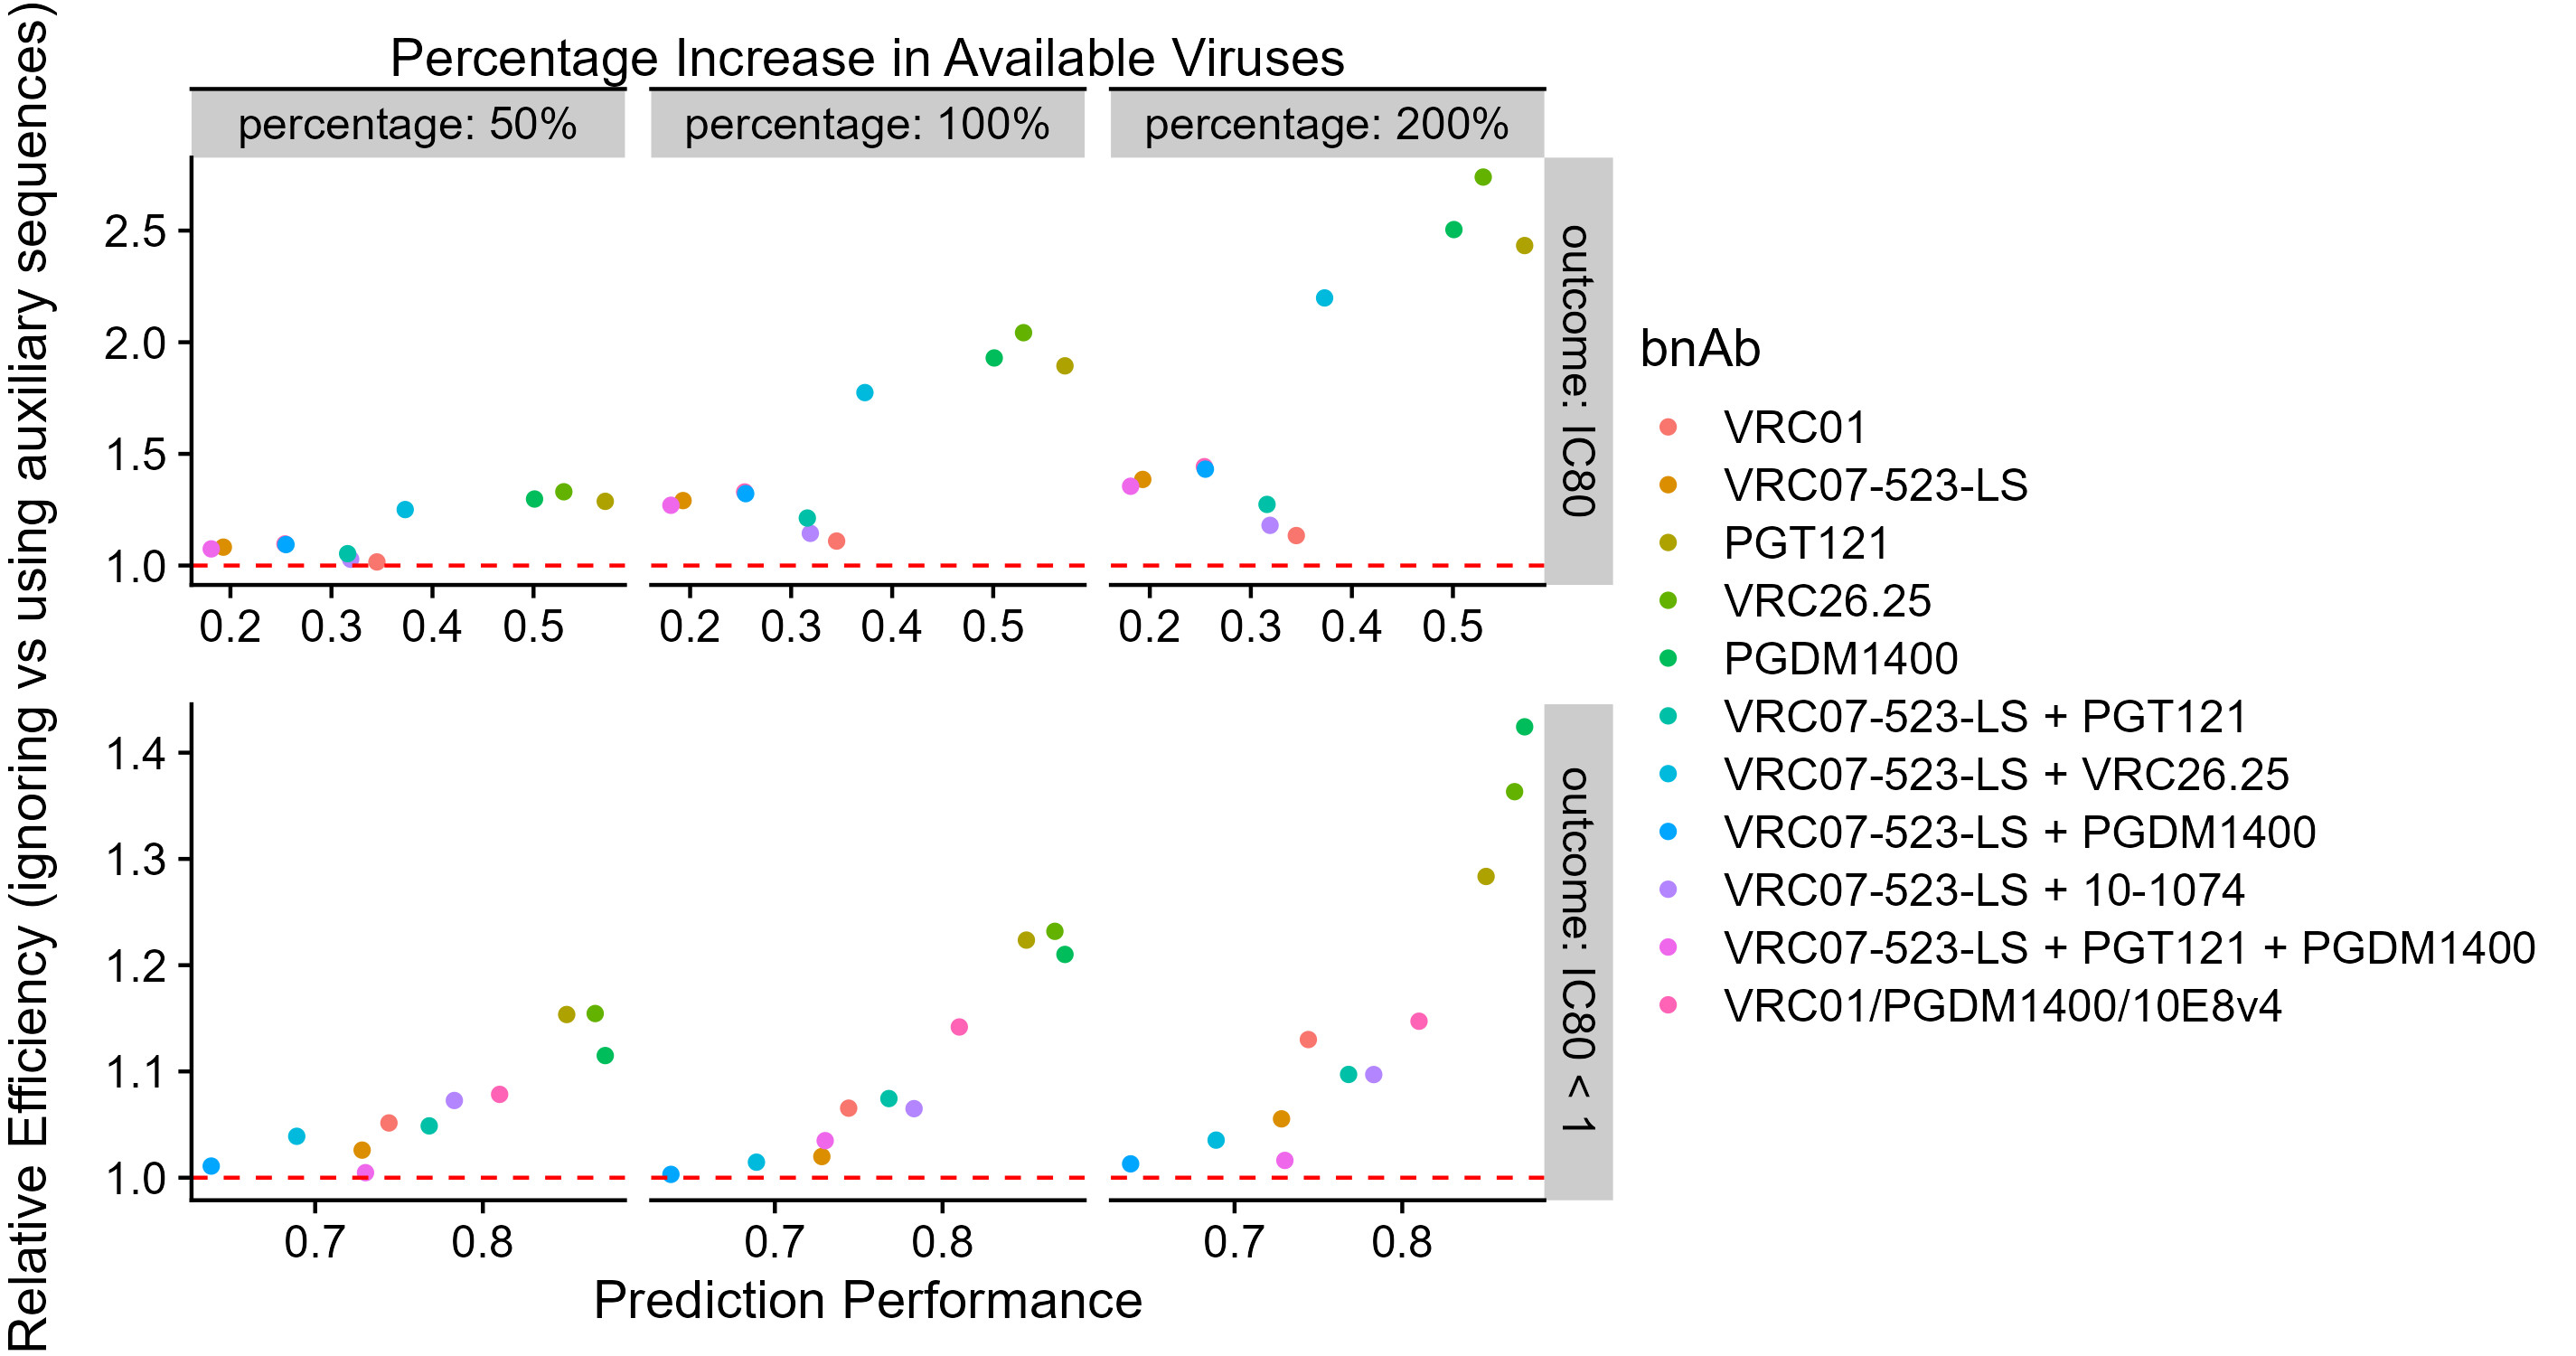 Percentage Increase in Available Viruses
percentage: 50%
percentage: 100%
percentage: 200%
Relative Efficiency (ignoring vs using auxiliary sequences)
2.5
2.0
1.5
1.0
outcome: IC80
0.2 0.3 0.4 0.5
0.2 0.3 0.4 0.5
0.2 0.3 0.4 0.5
1.4
1.3
1.2
1.1
1.0
outcome: IC80 < 1
0.7 0.8
0.7 0.8
0.7 0.8
Prediction Performance
bnAb
VRC01
VRC07-523-LS
PGT121
VRC26.25
PGDM1400
VRC07-523-LS + PGT121
VRC07-523-LS + VRC26.25
VRC07-523-LS + PGDM1400
VRC07-523-LS + 10-1074
VRC07-523-LS + PGT121 + PGDM1400
VRC01/PGDM1400/10E8v4